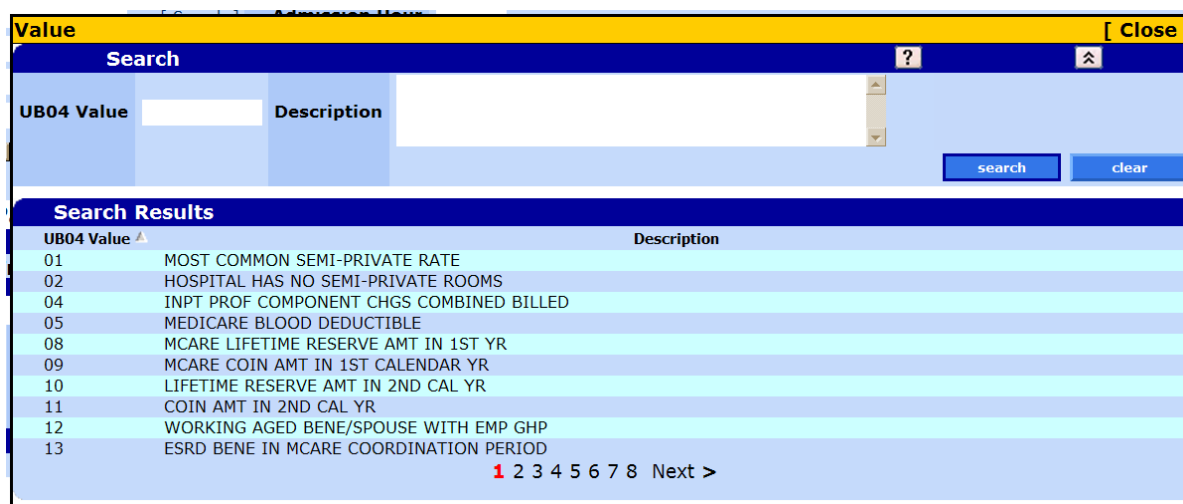 Admission Hour
Value [ Close
Search ?
UB04 Value Description
search clear
Search Results
UB04 Value Description
01 MOST COMMON SEMI-PRIVATE RATE
02 HOSPITAL HAS NO SEMI-PRIVATE ROOMS
04 INPT PROF COMPONENT CHGS COMBINED BILLED
05 MEDICARE BLOOD DEDUCTIBLE
08 MCARE LIFETIME RESERVE AMT IN 1ST YR
09 MCARE COIN AMT IN 1ST CALENDAR YR
10 LIFETIME RESERVE AMT IN 2ND CAL YR
11 COIN AMT IN 2ND CAL YR
12 WORKING AGED BENE/SPOUSE WITH EMP GHP
13 ESRD BENE IN MCARE COORDINATION PERIOD
1 2 3 4 5 6 7 8 Next >